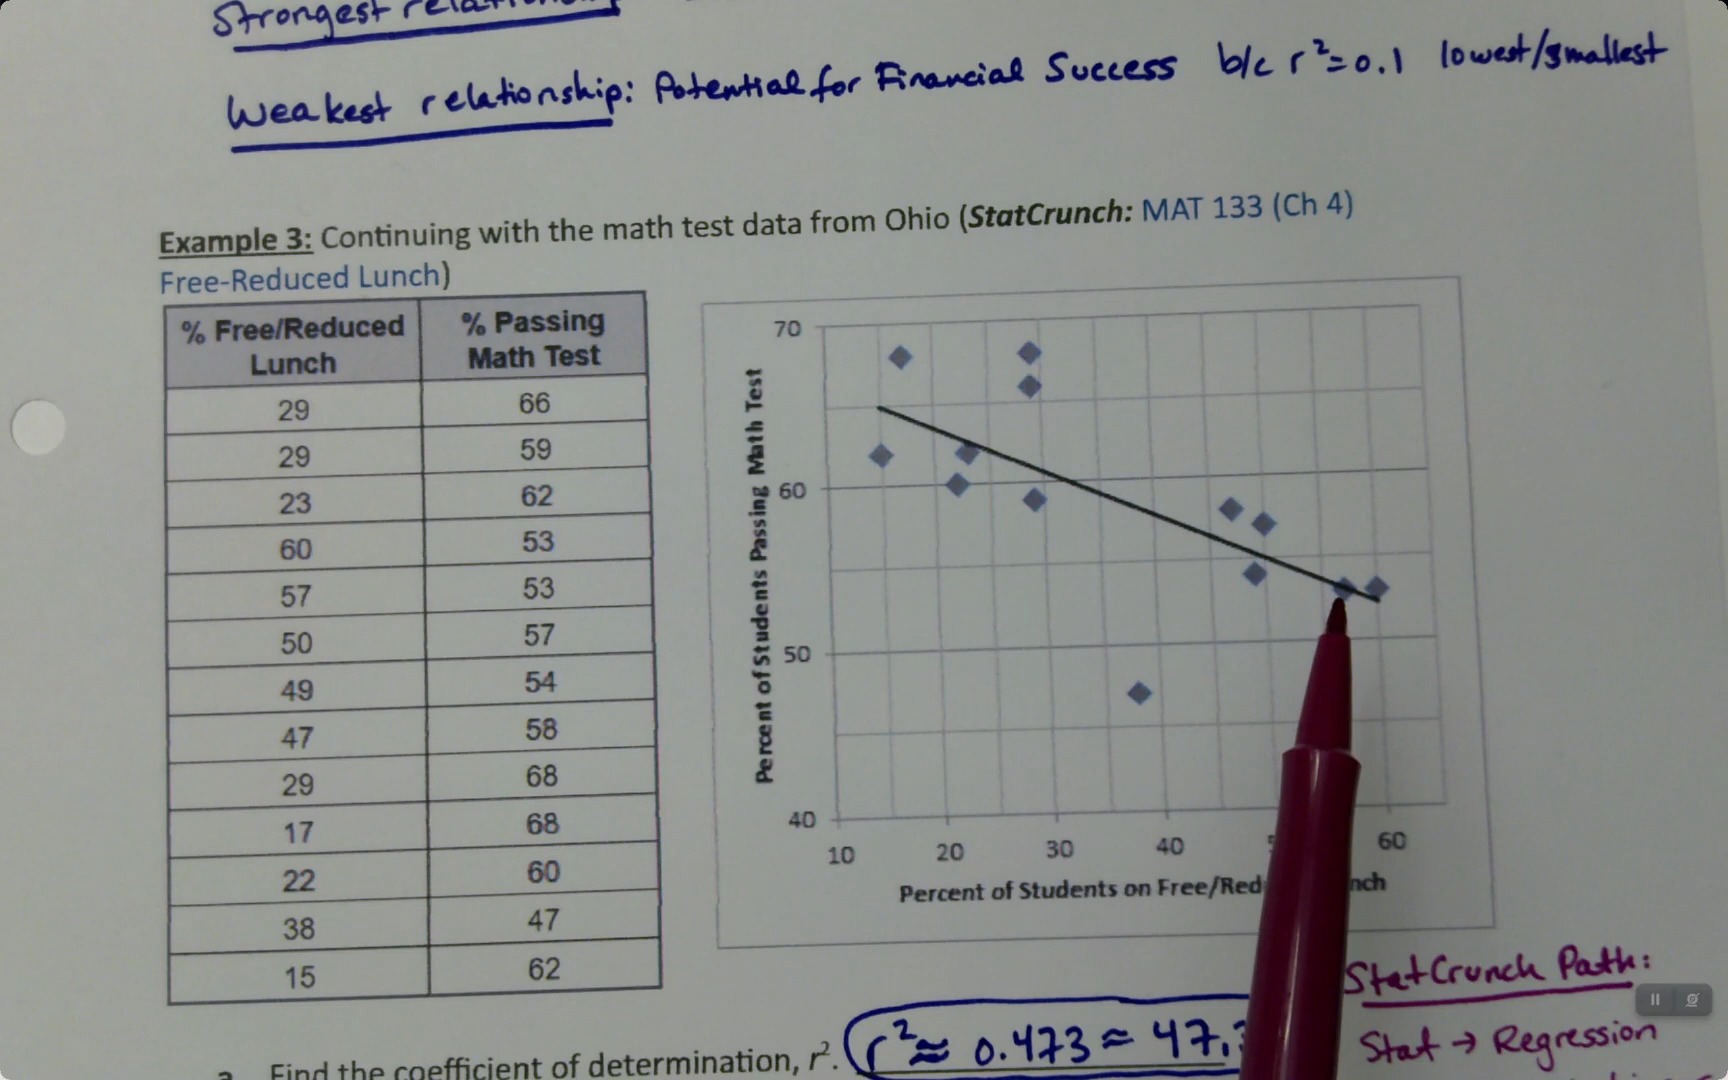 Strongest
Weakest relationship: Potential for Financial Success b/c r²=0.1 lowest/smallest
Example 3: Continuing with the math test data from Ohio (StatCrunch: MAT 133 (Ch 4)
Free-Reduced Lunch)
% Free/Reduced Lunch % Passing Math Test
29 66
29 59
23 62
60 53
57 53
50 57
49 54
47 58
29 68
17 68
22 60
38 47
15 62
Percent of Students Passing Math Test
70
60
50
40
10 20 30 40 60
Percent of Students on Free/Red nch
StatCrunch Path:
Stat → Regression
a. Find the coefficient of determination, r². r² ≈ 0.473 ≈ 47.